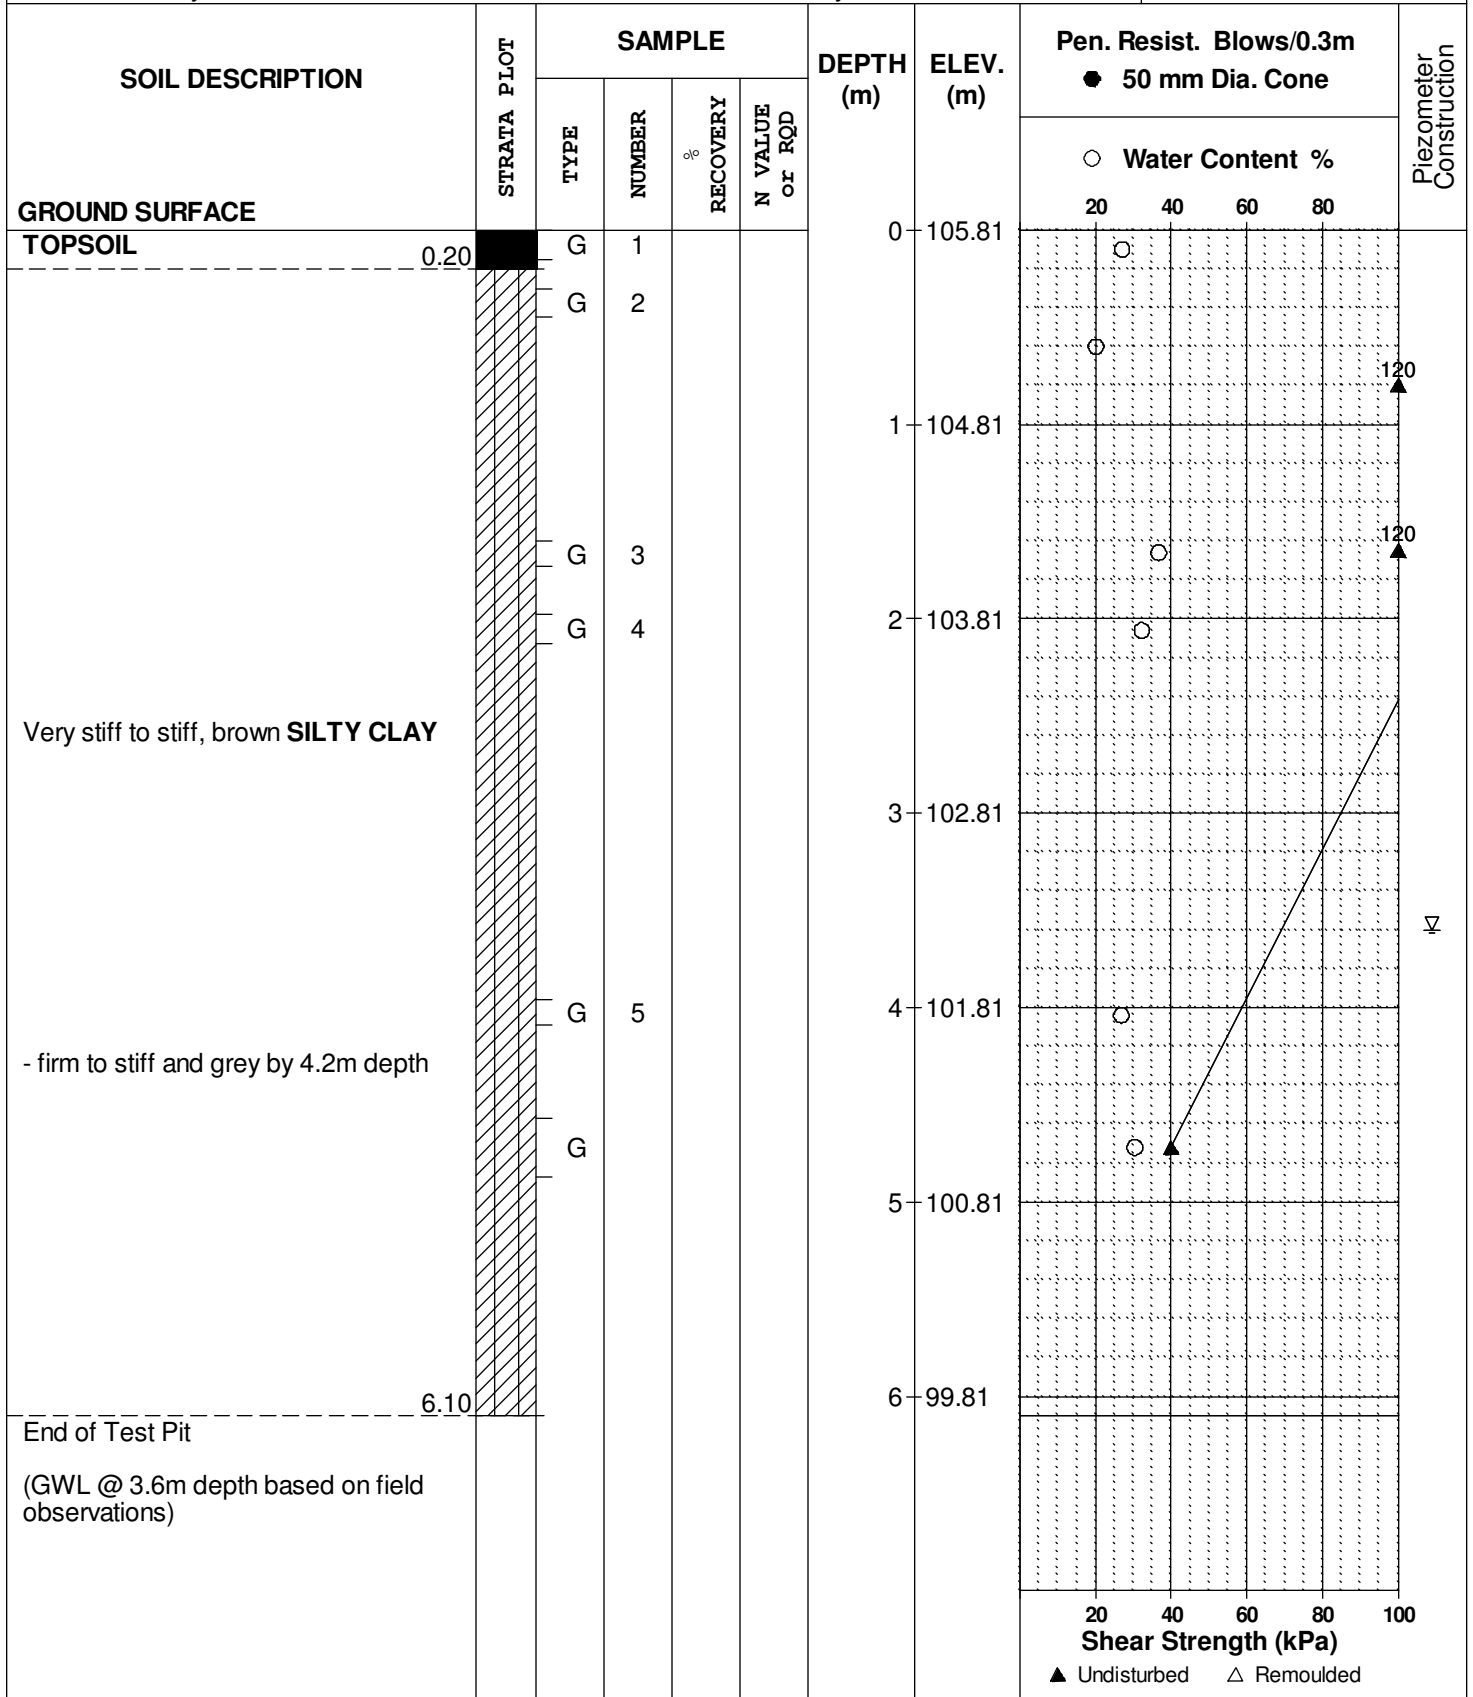 SOIL DESCRIPTION
GROUND SURFACE
STRATA PLOT
SAMPLE
TYPE
NUMBER
%
RECOVERY
N VALUE
or RQD
DEPTH
(m)
ELEV.
(m)
Pen. Resist. Blows/0.3m
● 50 mm Dia. Cone
○ Water Content %
20 40 60 80
Piezometer
Construction
TOPSOIL
0.20
G 1
0 105.81
G 2
120
1 104.81
120
G 3
2 103.81
G 4
Very stiff to stiff, brown SILTY CLAY
3 102.81
4 101.81
G 5
- firm to stiff and grey by 4.2m depth
G
5 100.81
6 99.81
6.10
End of Test Pit
(GWL @ 3.6m depth based on field
observations)
20 40 60 80 100
Shear Strength (kPa)
▲ Undisturbed △ Remoulded